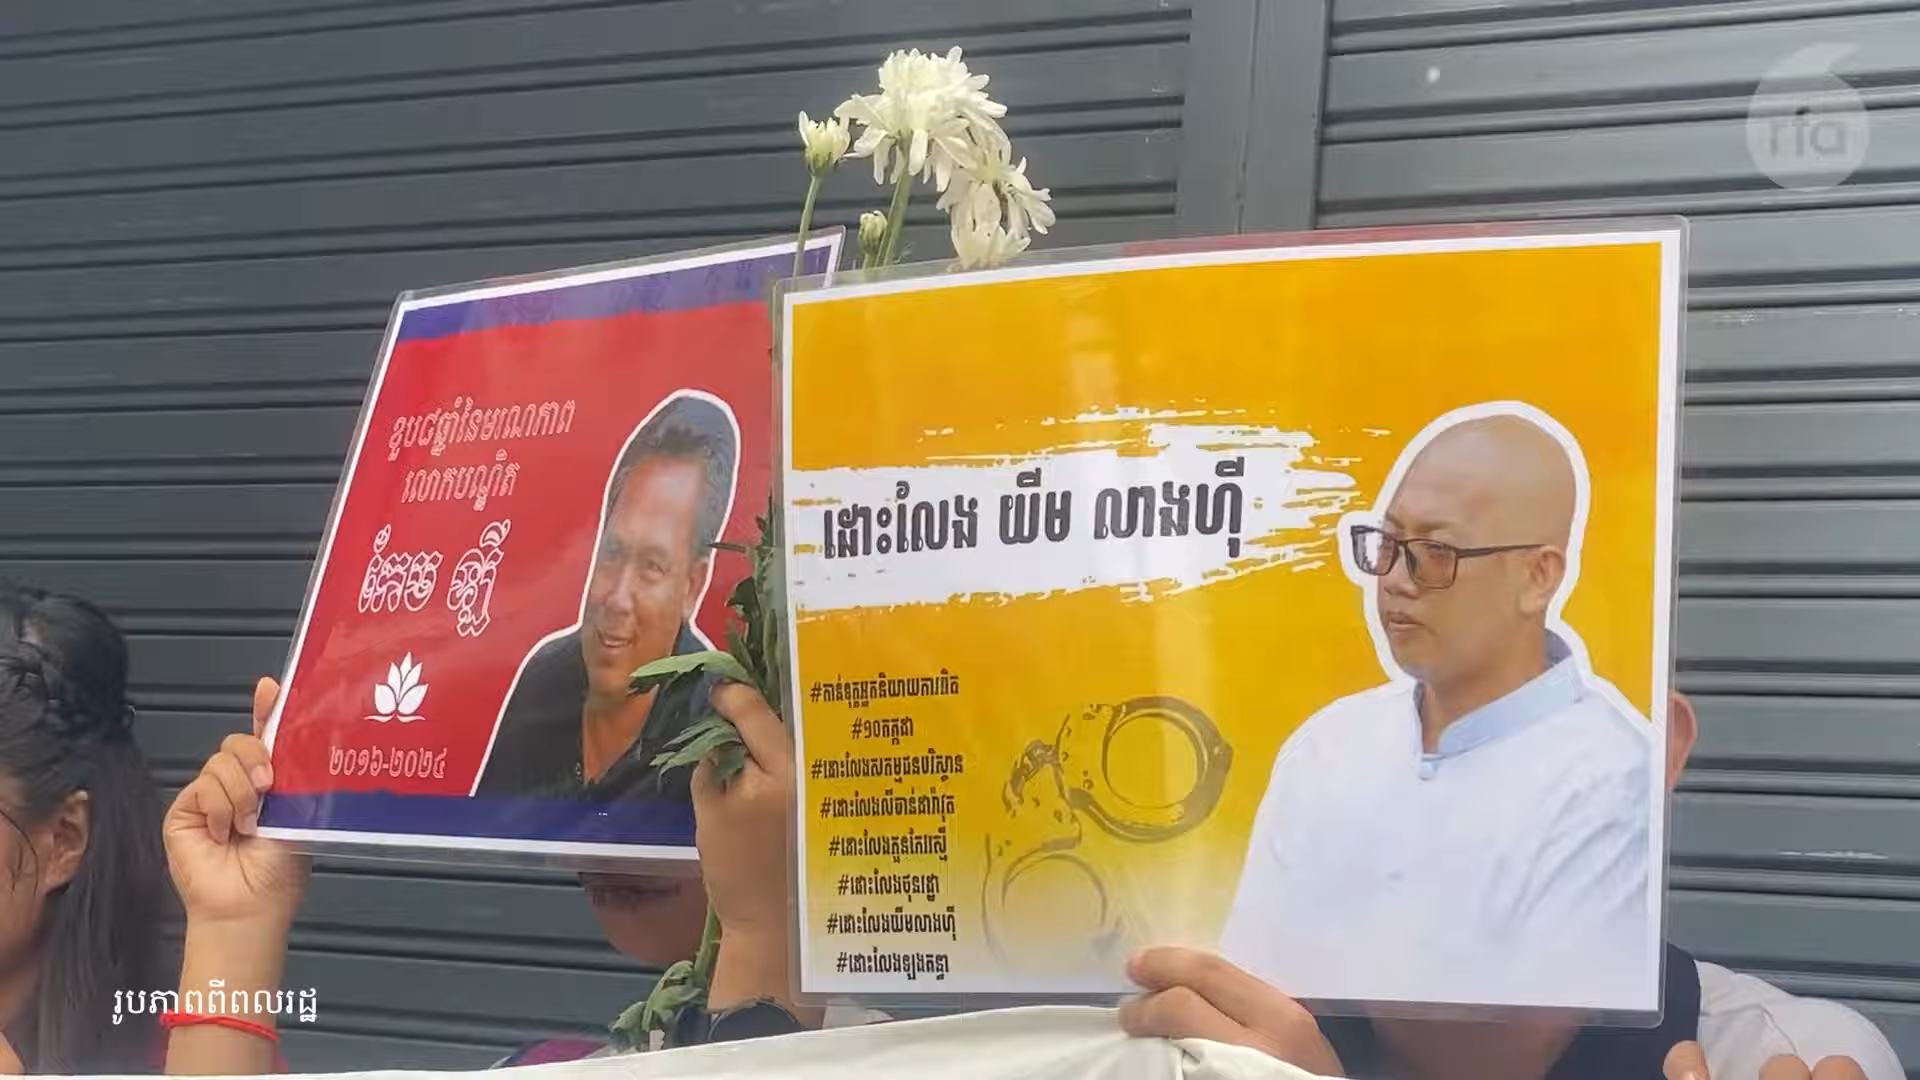 rfa
ខួប៨ឆ្នាំនៃមរណភាព
លោកបណ្ឌិត
កែម ឡី
២០១៦-២០២៤
ដោះលែង យឹម លាងហ៊ី
#កាន់ទុក្ខអ្នកនិយាយការពិត
#១០កក្កដា
#ដោះលែងសកម្មជនបរិស្ថាន
#ដោះលែងលីចាន់ដារ៉ាវុត
#ដោះលែងភួនកែវរស្មី
#ដោះលែងថុនរដ្ឋា
#ដោះលែងយឹមលាងហ៊ី
#ដោះលែងឡុងគន្ធា
រូបភាពពីពលរដ្ឋ